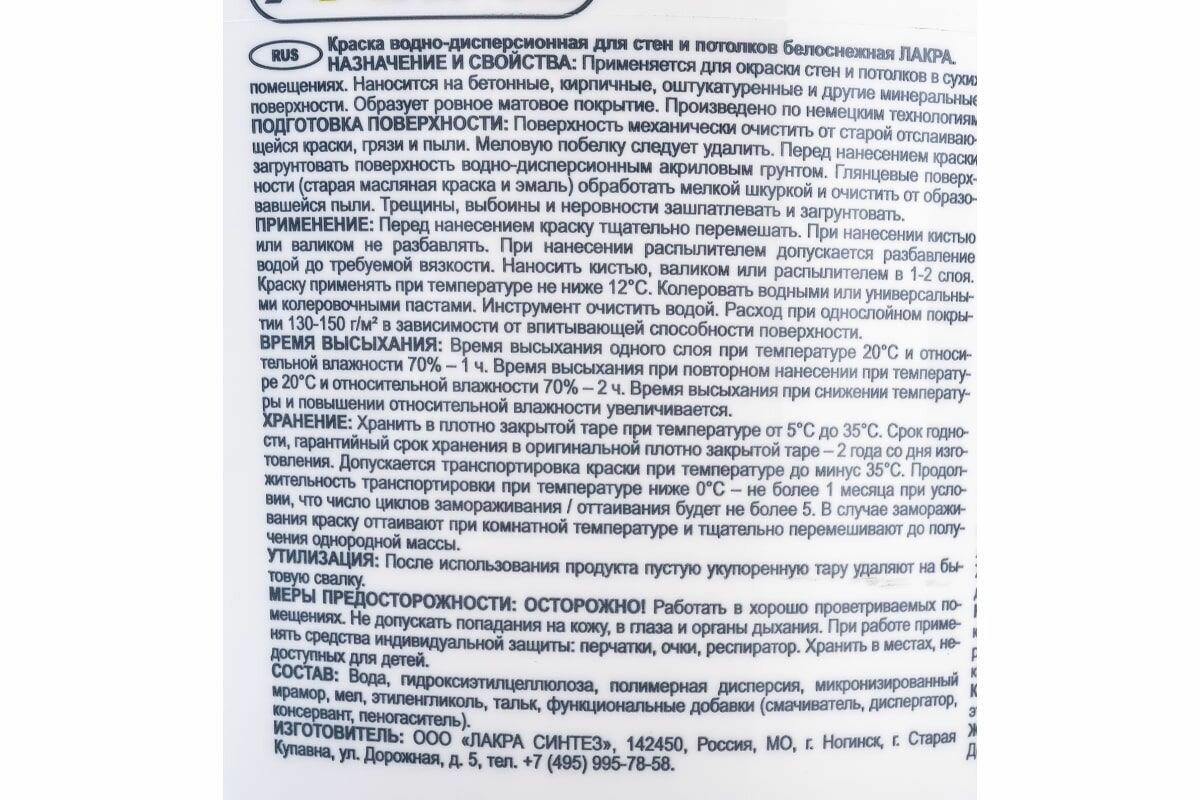 RUS
Краска водно-дисперсионная для стен и потолков белоснежная ЛАКРА.
НАЗНАЧЕНИЕ И СВОЙСТВА: Применяется для окраски стен и потолков в сухих
помещениях. Наносится на бетонные, кирпичные, оштукатуренные и другие минеральные
поверхности. Образует ровное матовое покрытие. Произведено по немецким технологиям
ПОДГОТОВКА ПОВЕРХНОСТИ: Поверхность механически очистить от старой отслаиваю-
щейся краски, грязи и пыли. Меловую побелку следует удалить. Перед нанесением краски
загрунтовать поверхность водно-дисперсионным акриловым грунтом. Глянцевые поверх-
ности (старая масляная краска и эмаль) обработать мелкой шкуркой и очистить от образо-
вавшейся пыли. Трещины, выбоины и неровности зашпатлевать и загрунтовать.
ПРИМЕНЕНИЕ: Перед нанесением краску тщательно перемешать. При нанесении кистью
или валиком не разбавлять. При нанесении распылителем допускается разбавление
водой до требуемой вязкости. Наносить кистью, валиком или распылителем в 1-2 слоя.
Краску применять при температуре не ниже 12°С. Колеровать водными или универсальны-
ми колеровочными пастами. Инструмент очистить водой. Расход при однослойном покры-
тии 130-150 г/м² в зависимости от впитывающей способности поверхности.
ВРЕМЯ ВЫСЫХАНИЯ: Время высыхания одного слоя при температуре 20°С и относи-
тельной влажности 70% – 1 ч. Время высыхания при повторном нанесении при температу-
ре 20°С и относительной влажности 70% – 2 ч. Время высыхания при снижении температу-
ры и повышении относительной влажности увеличивается.
ХРАНЕНИЕ: Хранить в плотно закрытой таре при температуре от 5°С до 35°С. Срок годно-
сти, гарантийный срок хранения в оригинальной плотно закрытой таре – 2 года со дня изго-
товления. Допускается транспортировка краски при температуре до минус 35°С. Продол-
жительность транспортировки при температуре ниже 0°С – не более 1 месяца при усло-
вии, что число циклов замораживания / оттаивания будет не более 5. В случае заморажи-
вания краску оттаивают при комнатной температуре и тщательно перемешивают до полу-
чения однородной массы.
УТИЛИЗАЦИЯ: После использования продукта пустую укупоренную тару удаляют на бы-
товую свалку.
МЕРЫ ПРЕДОСТОРОЖНОСТИ: ОСТОРОЖНО! Работать в хорошо проветриваемых по-
мещениях. Не допускать попадания на кожу, в глаза и органы дыхания. При работе приме-
нять средства индивидуальной защиты: перчатки, очки, респиратор. Хранить в местах, не-
доступных для детей.
СОСТАВ: Вода, гидроксиэтилцеллюлоза, полимерная дисперсия, микронизированный
мрамор, мел, этиленгликоль, тальк, функциональные добавки (смачиватель, диспергатор,
консервант, пеногаситель).
ИЗГОТОВИТЕЛЬ: ООО «ЛАКРА СИНТЕЗ», 142450, Россия, МО, г. Ногинск, г. Старая
Купавна, ул. Дорожная, д. 5, тел. +7 (495) 995-78-58.